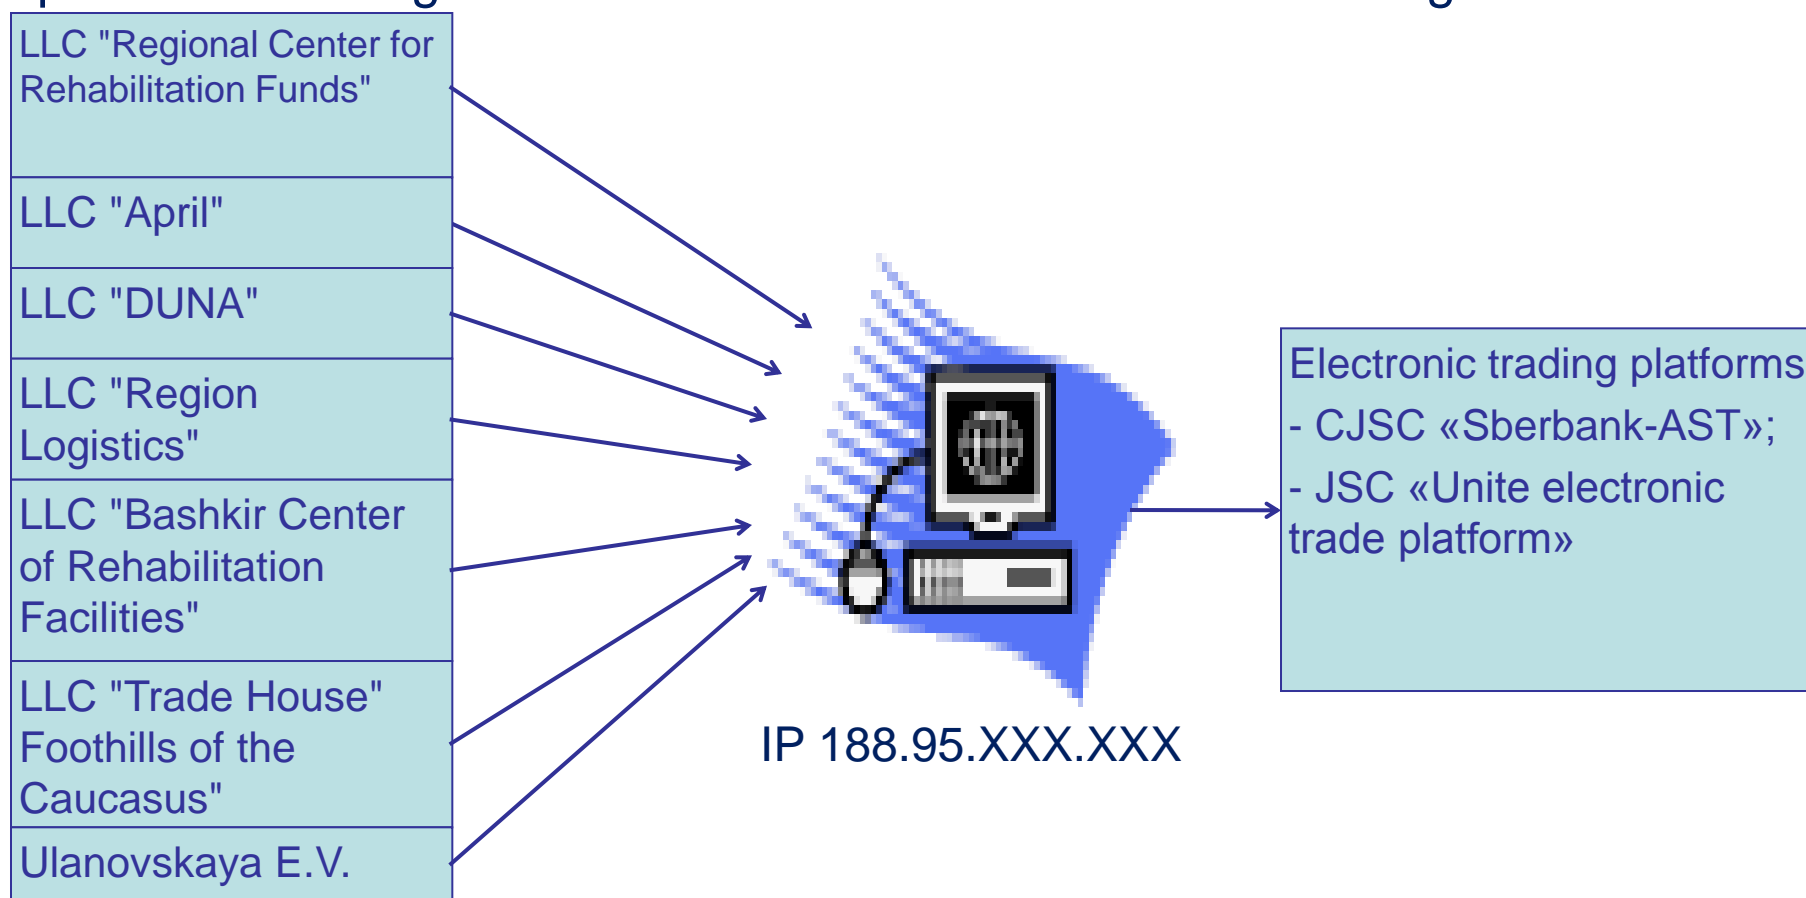 LLC "Regional Center for
Rehabilitation Funds"
LLC "April"
LLC "DUNA"
LLC "Region
Logistics"
LLC "Bashkir Center
of Rehabilitation
Facilities"
LLC "Trade House"
Foothills of the
Caucasus"
Ulanovskaya E.V.
IP 188.95.XXX.XXX
Electronic trading platforms
- CJSC «Sberbank-AST»;
- JSC «Unite electronic
trade platform»